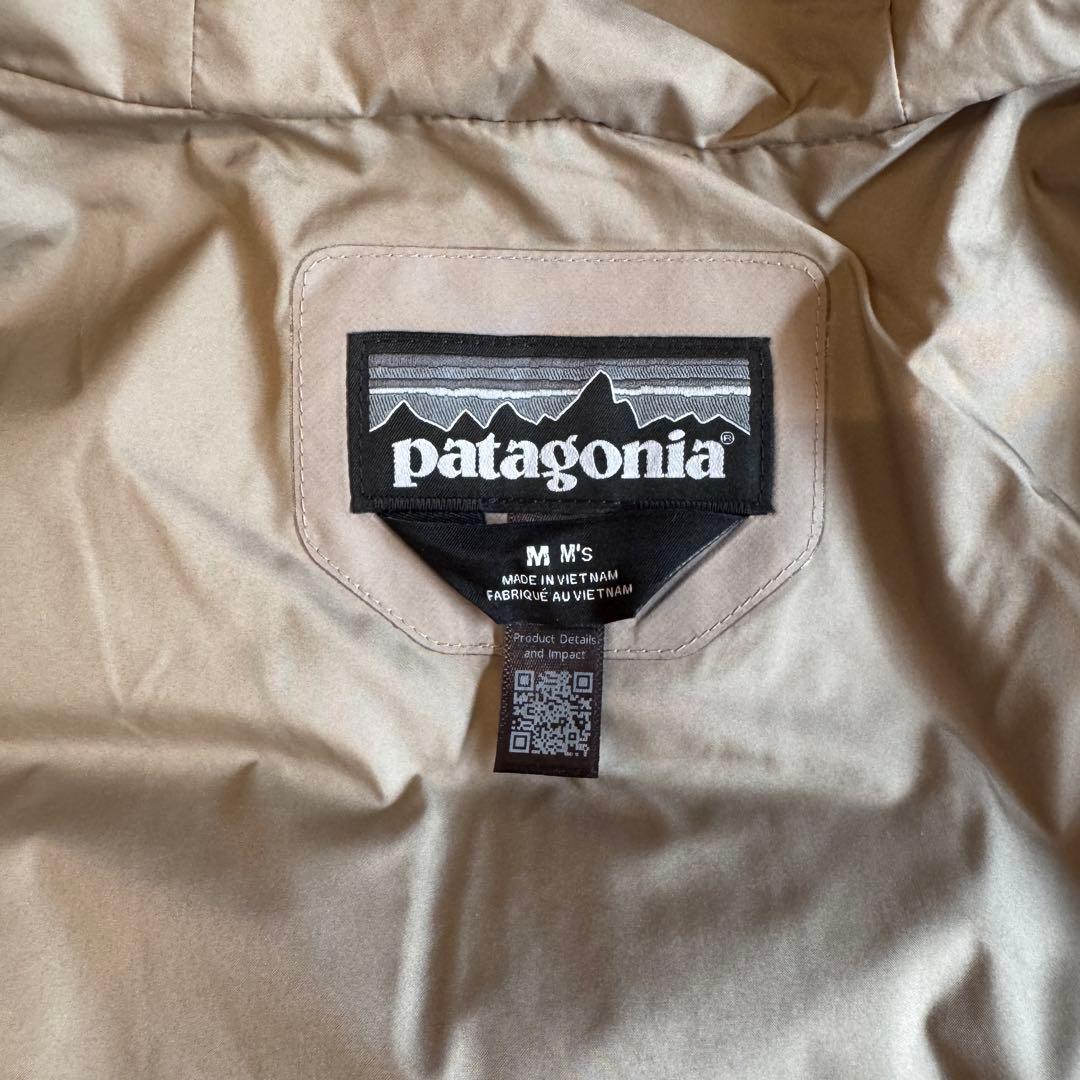 patagonia®
M M's
MADE IN VIETNAM
FABRIQUÉ AU VIETNAM
Product Details
and Impact